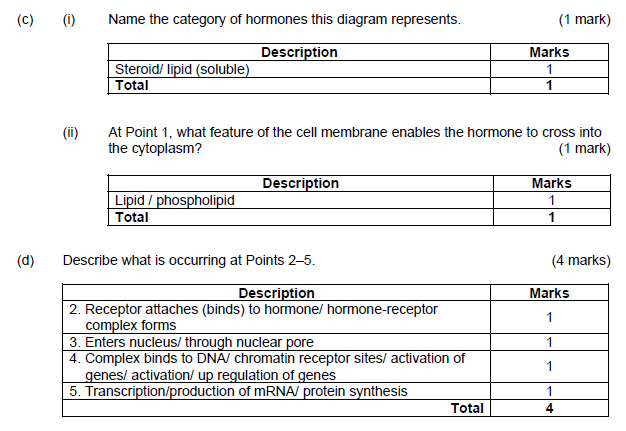 (c) (i) Name the category of hormones this diagram represents. (1 mark)
Description Marks
Steroid/ lipid (soluble) 1
Total 1
(ii) At Point 1, what feature of the cell membrane enables the hormone to cross into
the cytoplasm? (1 mark)
Description Marks
Lipid / phospholipid 1
Total 1
(d) Describe what is occurring at Points 2–5. (4 marks)
Description Marks
2. Receptor attaches (binds) to hormone/ hormone-receptor
complex forms 1
3. Enters nucleus/ through nuclear pore 1
4. Complex binds to DNA/ chromatin receptor sites/ activation of
genes/ activation/ up regulation of genes 1
5. Transcription/production of mRNA/ protein synthesis 1
Total 4